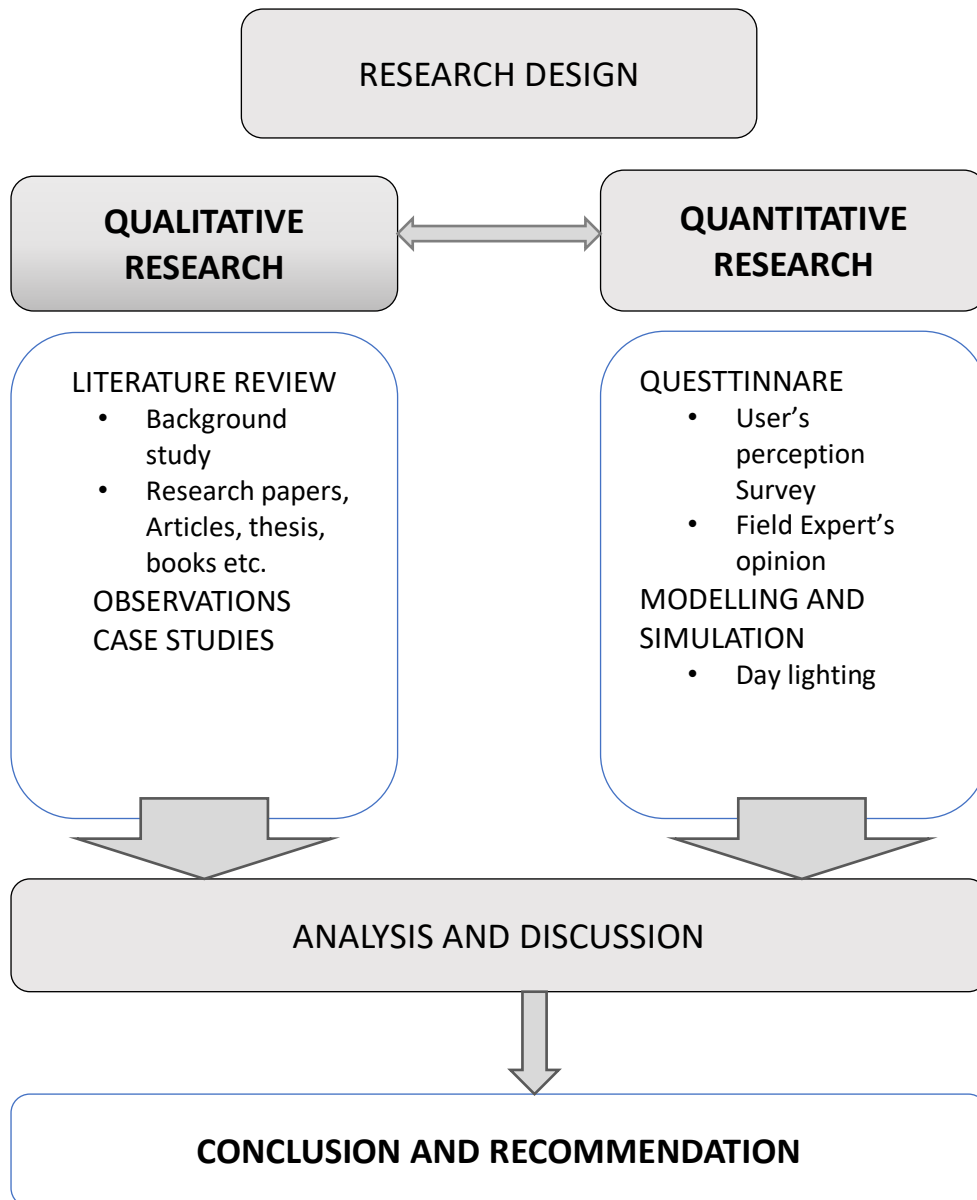 RESEARCH DESIGN
QUALITATIVE
RESEARCH
QUANTITATIVE
RESEARCH
LITERATURE REVIEW
• Background
study
• Research papers,
Articles, thesis,
books etc.
OBSERVATIONS
CASE STUDIES
QUESTTINNARE
• User’s
perception
Survey
• Field Expert’s
opinion
MODELLING AND
SIMULATION
• Day lighting
ANALYSIS AND DISCUSSION
CONCLUSION AND RECOMMENDATION